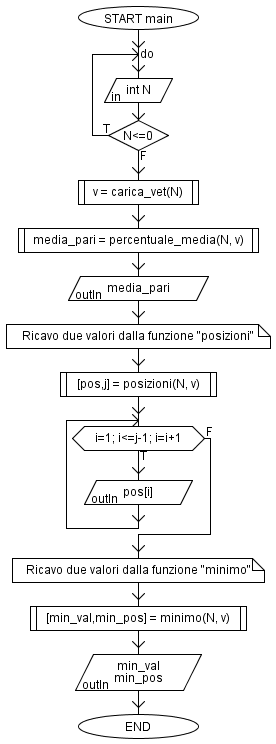 START main
do
int N
in
T
N<=0
F
v = carica_vet(N)
media_pari = percentuale_media(N, v)
media_pari
outln
Ricavo due valori dalla funzione "posizioni"
[pos,j] = posizioni(N, v)
i=1; i<=j-1; i=i+1
F
T
pos[i]
outln
Ricavo due valori dalla funzione "minimo"
[min_val,min_pos] = minimo(N, v)
min_val
min_pos
outln
END